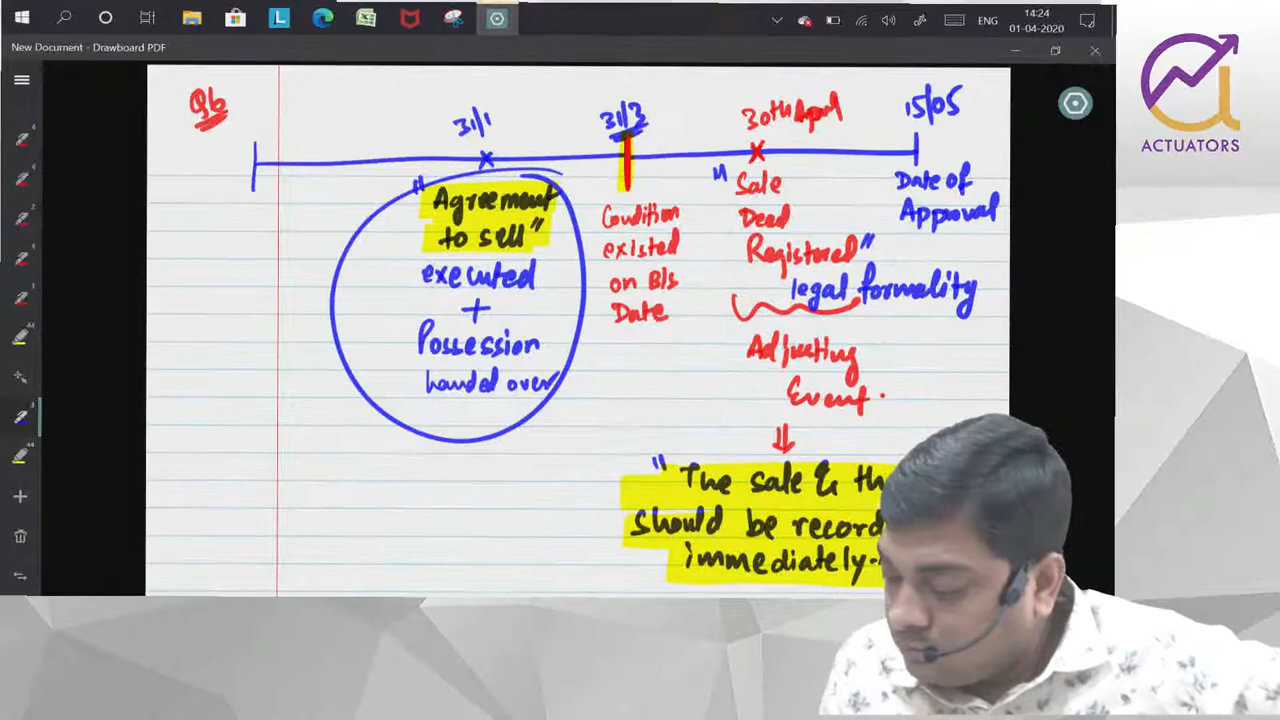 14:24
ENG
01-04-2020
New Document - Drawboard PDF
ACTUATORS
Q6
31/1
31/3
30th April
15/05
"Agreement
to sell"
executed
+
Possession
handed over
Condition
existed
on B/s
Date
"Sale
Deed
Registered"
legal formality
Date of
Approval
Adjusting
Event.
"The sale & th
should be record
immediately.